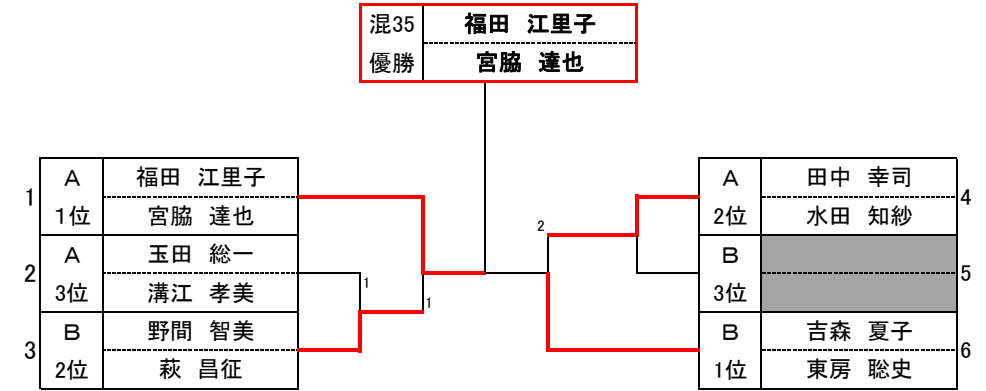 混35 福田 江里子
優勝 宮脇 達也
1 A 福田 江里子
1位 宮脇 達也
2 A 玉田 総一
3位 溝江 孝美
3 B 野間 智美
2位 萩 昌征
1
1
2
A 田中 幸司 4
2位 水田 知紗
B 5
3位
B 吉森 夏子 6
1位 東房 聡史